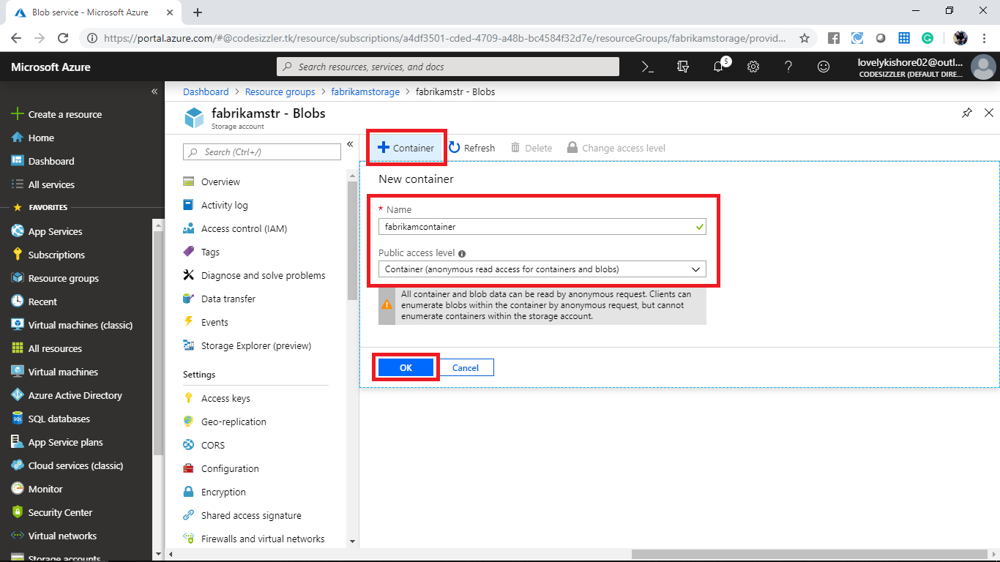 Blob service - Microsoft Azure
https://portal.azure.com/#@codesizzler.tk/resource/subscriptions/a4df3501-cded-4709-a48b-bc4584f32d7e/resourceGroups/fabrikamstorage/provid...
Microsoft Azure
Search resources, services, and docs
5
lovelykishore02@outl...
CODESIZZLER (DEFAULT DIRE...
Create a resource
Home
Dashboard
All services
FAVORITES
App Services
Subscriptions
Resource groups
Recent
Virtual machines (classic)
All resources
Virtual machines
Azure Active Directory
SQL databases
App Service plans
Cloud services (classic)
Monitor
Security Center
Virtual networks
Storage accounts
Dashboard > Resource groups > fabrikamstorage > fabrikamstr - Blobs
fabrikamstr - Blobs
Storage account
Search (Ctrl+/)
Overview
Activity log
Access control (IAM)
Tags
Diagnose and solve problems
Data transfer
Events
Storage Explorer (preview)
Settings
Access keys
Geo-replication
CORS
Configuration
Encryption
Shared access signature
Firewalls and virtual networks
Container Refresh Delete Change access level
New container
* Name
fabrikamcontainer
Public access level
Container (anonymous read access for containers and blobs)
All container and blob data can be read by anonymous request. Clients can
enumerate blobs within the container by anonymous request, but cannot
enumerate containers within the storage account.
OK Cancel